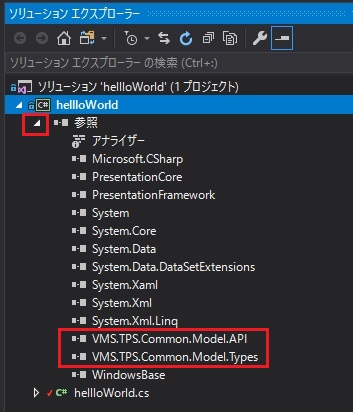 ソリューション エクスプローラー
ソリューション エクスプローラー の検索 (Ctrl+:)
ソリューション 'hellloWorld' (1 プロジェクト)
C# hellloWorld
参照
アナライザー
Microsoft.CSharp
PresentationCore
PresentationFramework
System
System.Core
System.Data
System.Data.DataSetExtensions
System.Xaml
System.Xml
System.Xml.Linq
VMS.TPS.Common.Model.API
VMS.TPS.Common.Model.Types
WindowsBase
C# hellloWorld.cs